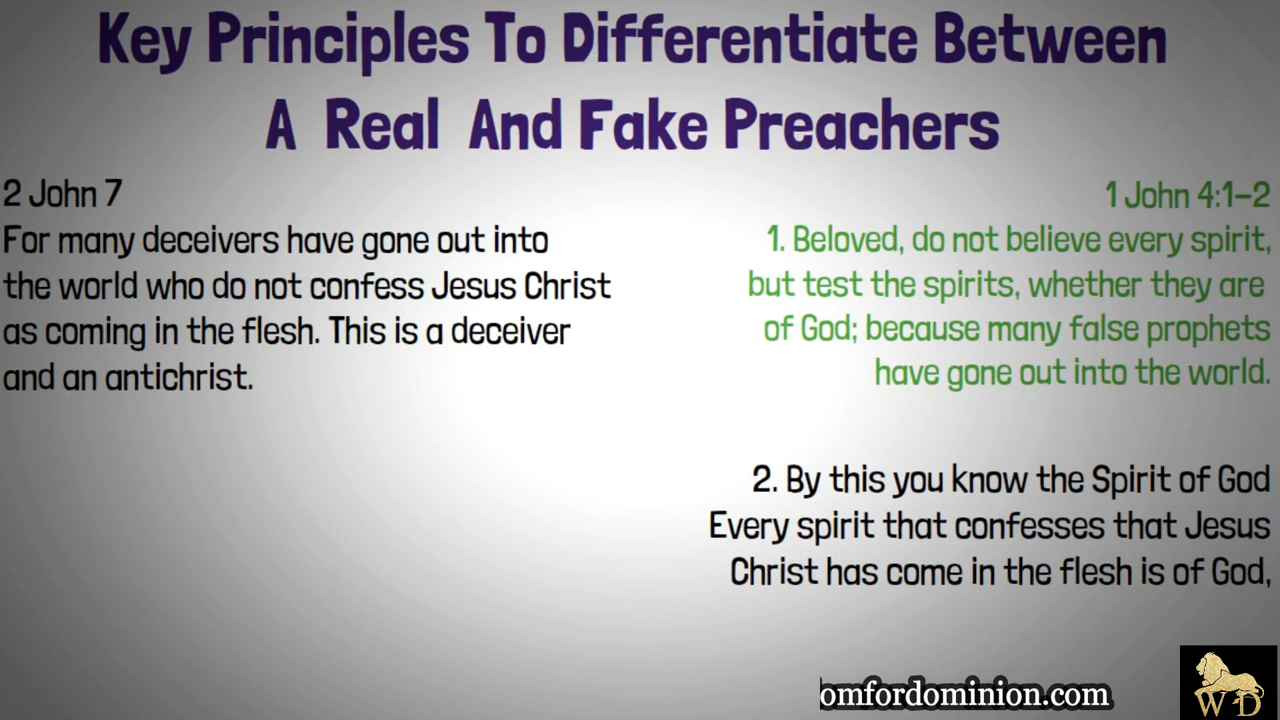 Key Principles To Differentiate Between
A Real And Fake Preachers
2 John 7
For many deceivers have gone out into
the world who do not confess Jesus Christ
as coming in the flesh. This is a deceiver
and an antichrist.
1 John 4:1-2
1. Beloved, do not believe every spirit,
but test the spirits, whether they are
of God; because many false prophets
have gone out into the world.
2. By this you know the Spirit of God
Every spirit that confesses that Jesus
Christ has come in the flesh is of God,
omfordominion.com
W D